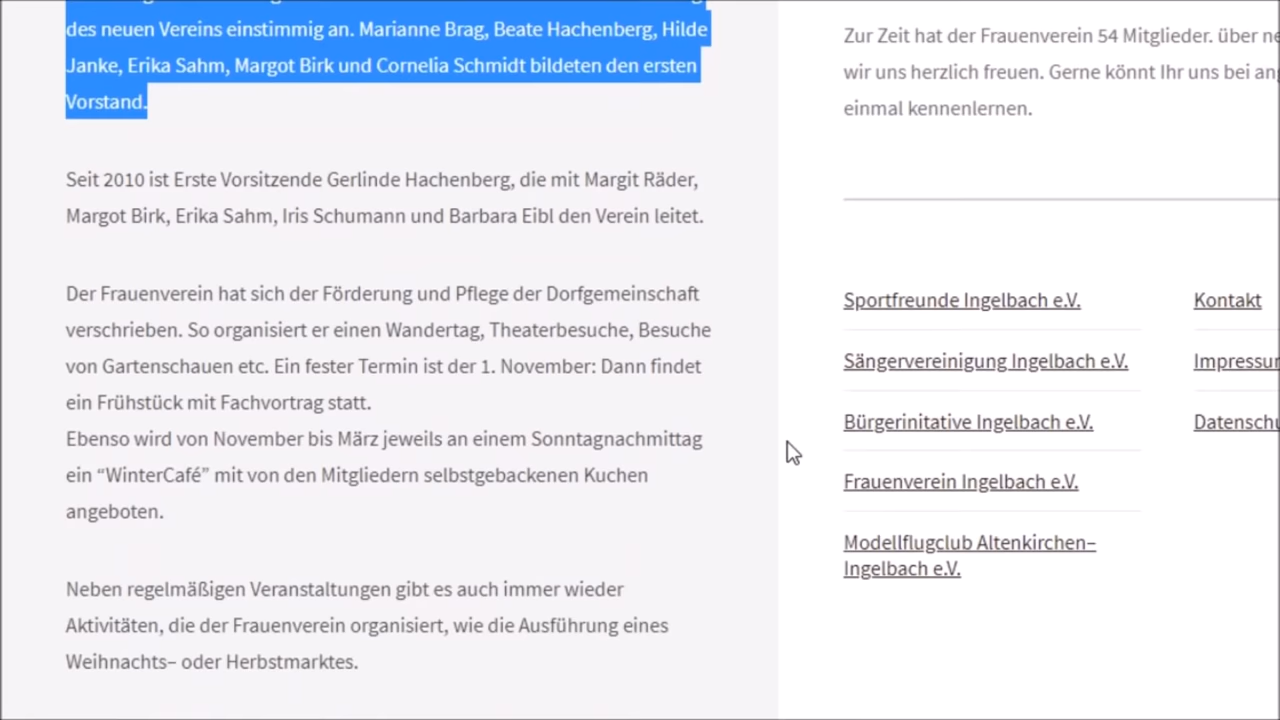 des neuen Vereins einstimmig an. Marianne Brag, Beate Hachenberg, Hilde
Janke, Erika Sahm, Margot Birk und Cornelia Schmidt bildeten den ersten
Vorstand.
Seit 2010 ist Erste Vorsitzende Gerlinde Hachenberg, die mit Margit Räder,
Margot Birk, Erika Sahm, Iris Schumann und Barbara Eibl den Verein leitet.
Der Frauenverein hat sich der Förderung und Pflege der Dorfgemeinschaft
verschrieben. So organisiert er einen Wandertag, Theaterbesuche, Besuche
von Gartenschauen etc. Ein fester Termin ist der 1. November: Dann findet
ein Frühstück mit Fachvortrag statt.
Ebenso wird von November bis März jeweils an einem Sonntagnachmittag
ein “WinterCafé” mit von den Mitgliedern selbstgebackenen Kuchen
angeboten.
Neben regelmäßigen Veranstaltungen gibt es auch immer wieder
Aktivitäten, die der Frauenverein organisiert, wie die Ausführung eines
Weihnachts– oder Herbstmarktes.
Zur Zeit hat der Frauenverein 54 Mitglieder. über
wir uns herzlich freuen. Gerne könnt Ihr uns bei
einmal kennenlernen.
Sportfreunde Ingelbach e.V.
Sängervereinigung Ingelbach e.V.
Bürgerinitative Ingelbach e.V.
Frauenverein Ingelbach e.V.
Modellflugclub Altenkirchen–
Ingelbach e.V.
Kontakt